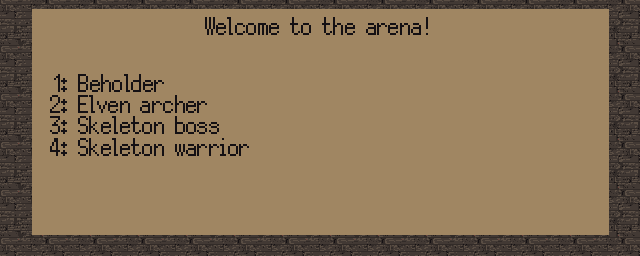 Welcome to the arena!
1: Beholder
2: Elven archer
3: Skeleton boss
4: Skeleton warrior